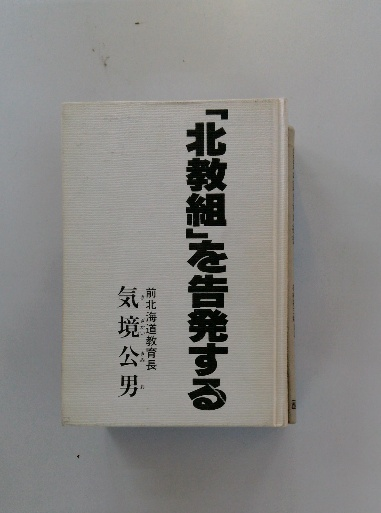 「北教組」を告発する
前北海道教育長
気境公男